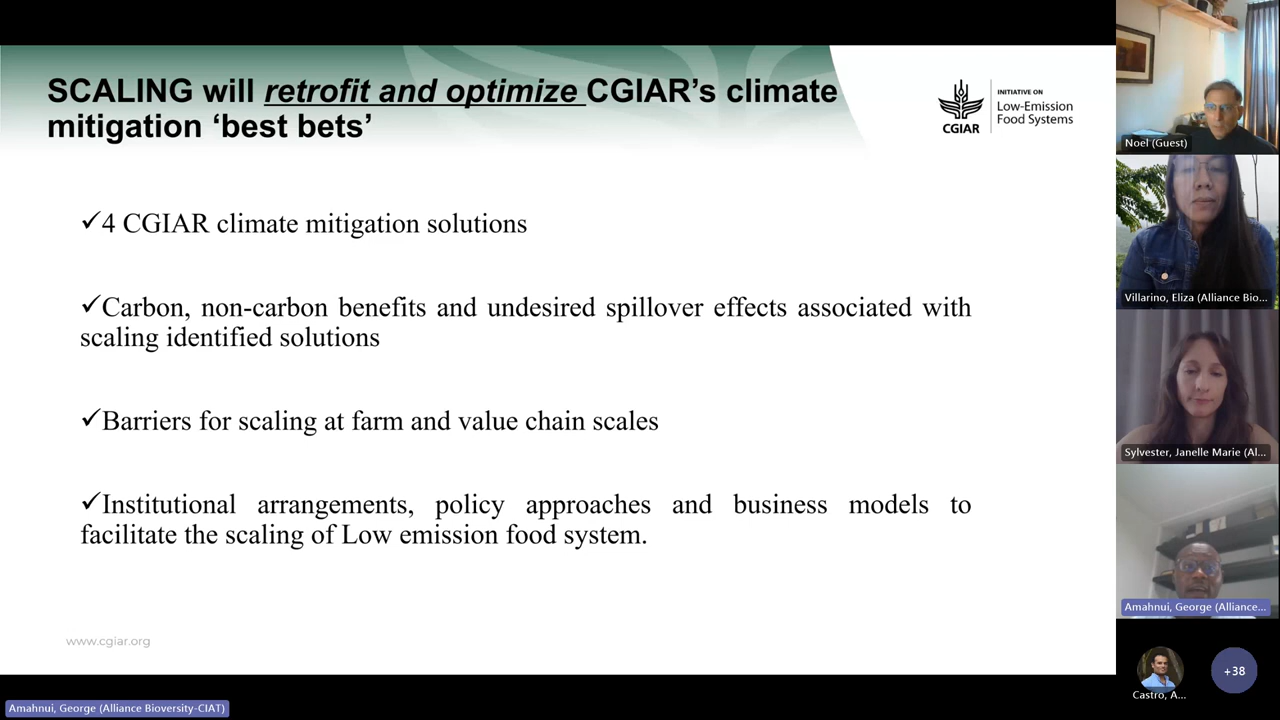 SCALING will retrofit and optimize CGIAR's climate
mitigation ‘best bets’
CGIAR
INITIATIVE ON
Low-Emission
Food Systems
✓4 CGIAR climate mitigation solutions
✓Carbon, non-carbon benefits and undesired spillover effects associated with
scaling identified solutions
✓Barriers for scaling at farm and value chain scales
✓Institutional arrangements, policy approaches and business models to
facilitate the scaling of Low emission food system.
www.cgiar.org
Amahnui, George (Alliance Bioversity-CIAT)
Noel (Guest)
Villarino, Eliza (Alliance Bio...
Sylvester, Janelle Marie (Al...
Amahnui, George (Alliance...
Castro, A...
+38